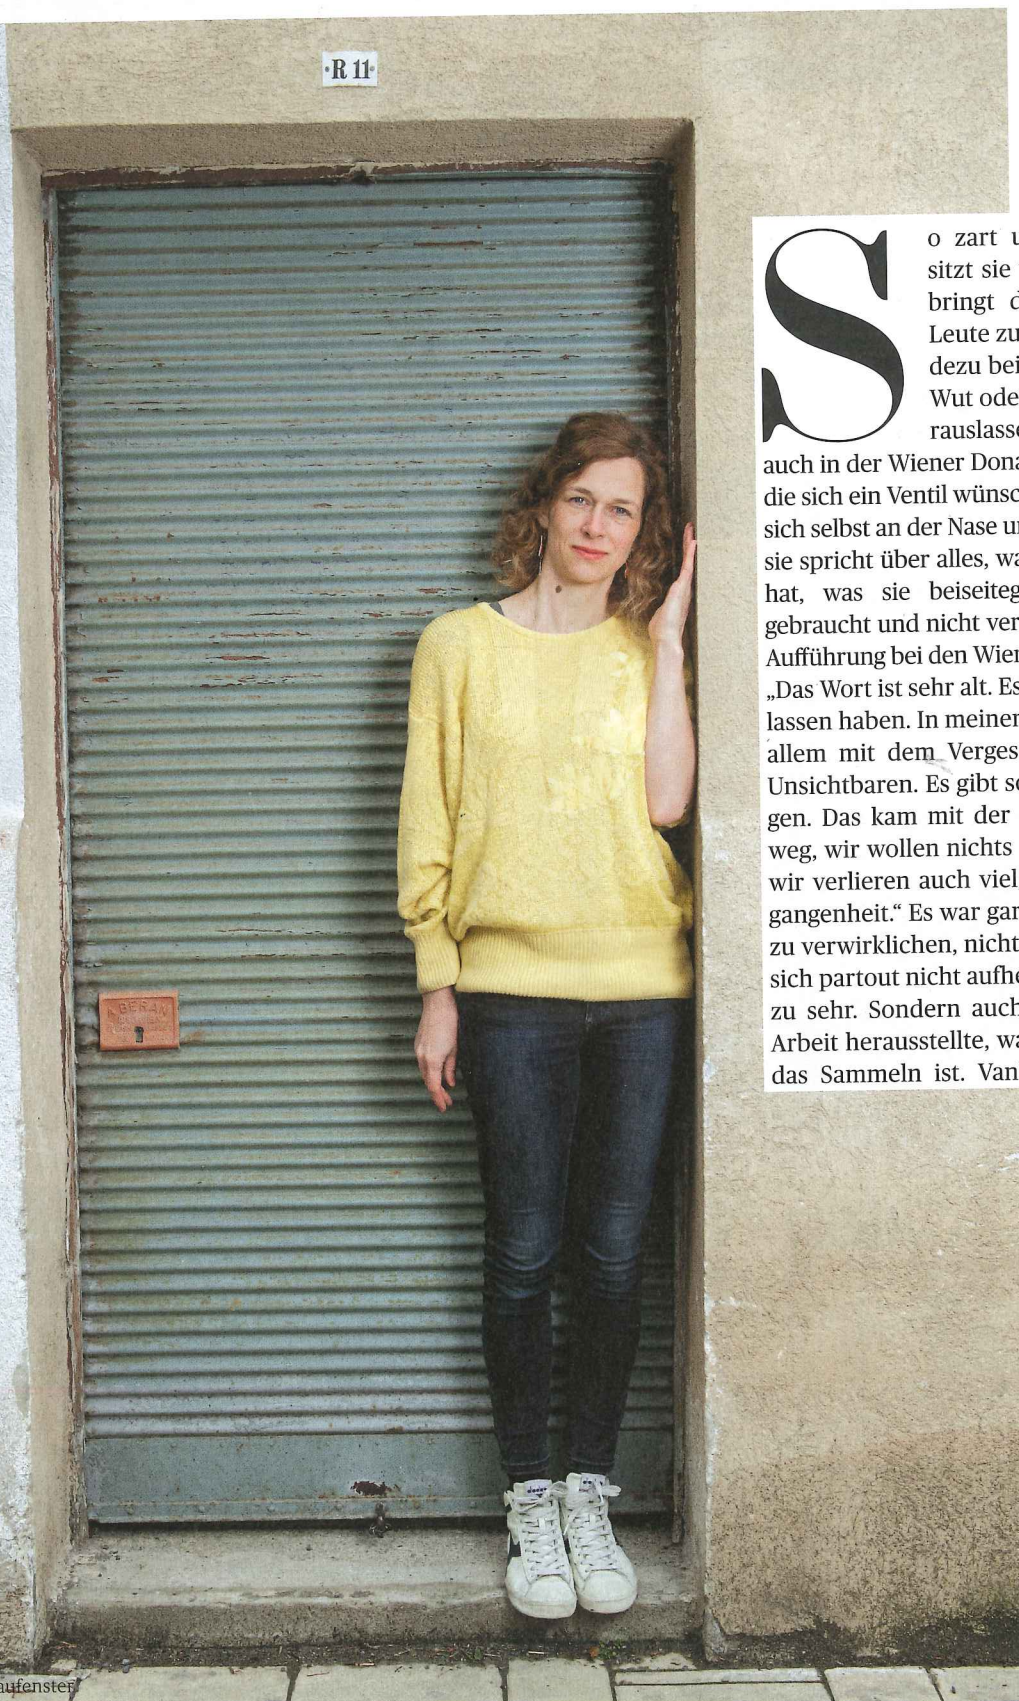 ·R 11·
So zart u
sitzt sie
bringt d
Leute zu
dezu bei
Wut ode
rauslasse
auch in der Wiener Dona
die sich ein Ventil wünsc
sich selbst an der Nase u
sie spricht über alles, wa
hat, was sie beiseiteg
gebraucht und nicht ver
Aufführung bei den Wien
„Das Wort ist sehr alt. Es
lassen haben. In meiner
allem mit dem Verges
Unsichtbaren. Es gibt so
gen. Das kam mit der
weg, wir wollen nichts
wir verlieren auch viel
gangenheit.“ Es war gar
zu verwirklichen, nicht
sich partout nicht aufhe
zu sehr. Sondern auch
Arbeit herausstellte, wa
das Sammeln ist. Van
A BERAN
aufenster